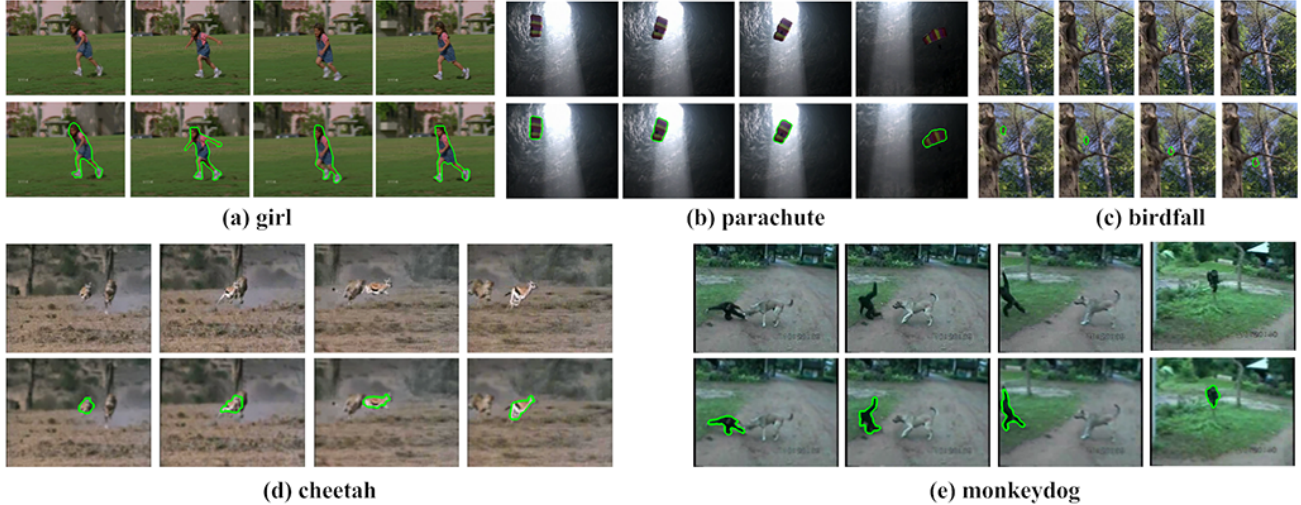 (a) girl
(b) parachute
(c) birdfall
(d) cheetah
(e) monkeydog